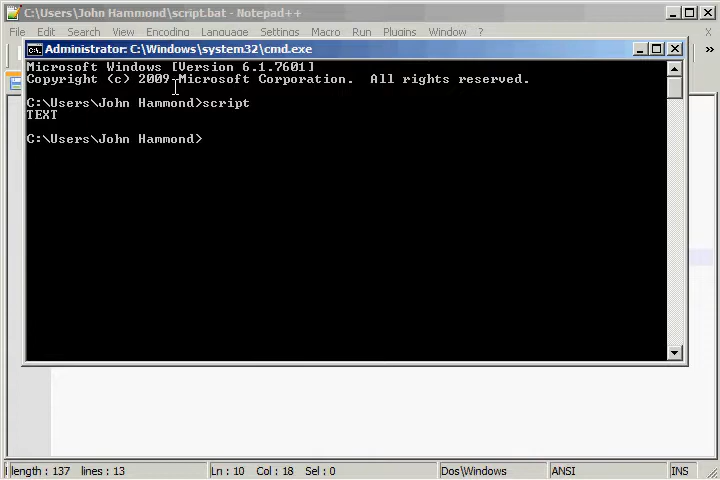 C:\Users\John Hammond\script.bat - Notepad++
File Edit Search View Encoding Language Settings Macro Run Plugins Window ? X
Administrator: C:\Windows\system32\cmd.exe
Microsoft Windows [Version 6.1.7601]
Copyright (c) 2009 Microsoft Corporation.  All rights reserved.
C:\Users\John Hammond>script
TEXT
C:\Users\John Hammond>
length : 137 lines : 13 Ln : 10 Col : 18 Sel : 0 Dos\Windows ANSI INS